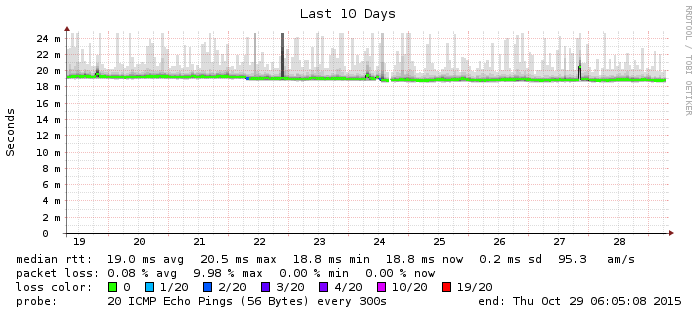 Last 10 Days
RRDTOOL / TOBI OETIKER
Seconds
24 m
22 m
20 m
18 m
16 m
14 m
12 m
10 m
8 m
6 m
4 m
2 m
0
19 20 21 22 23 24 25 26 27 28
median rtt: 19.0 ms avg 20.5 ms max 18.8 ms min 18.8 ms now 0.2 ms sd 95.3 am/s
packet loss: 0.08 % avg 9.98 % max 0.00 % min 0.00 % now
loss color: 0 1/20 2/20 3/20 4/20 10/20 19/20
probe: 20 ICMP Echo Pings (56 Bytes) every 300s end: Thu Oct 29 06:05:08 2015